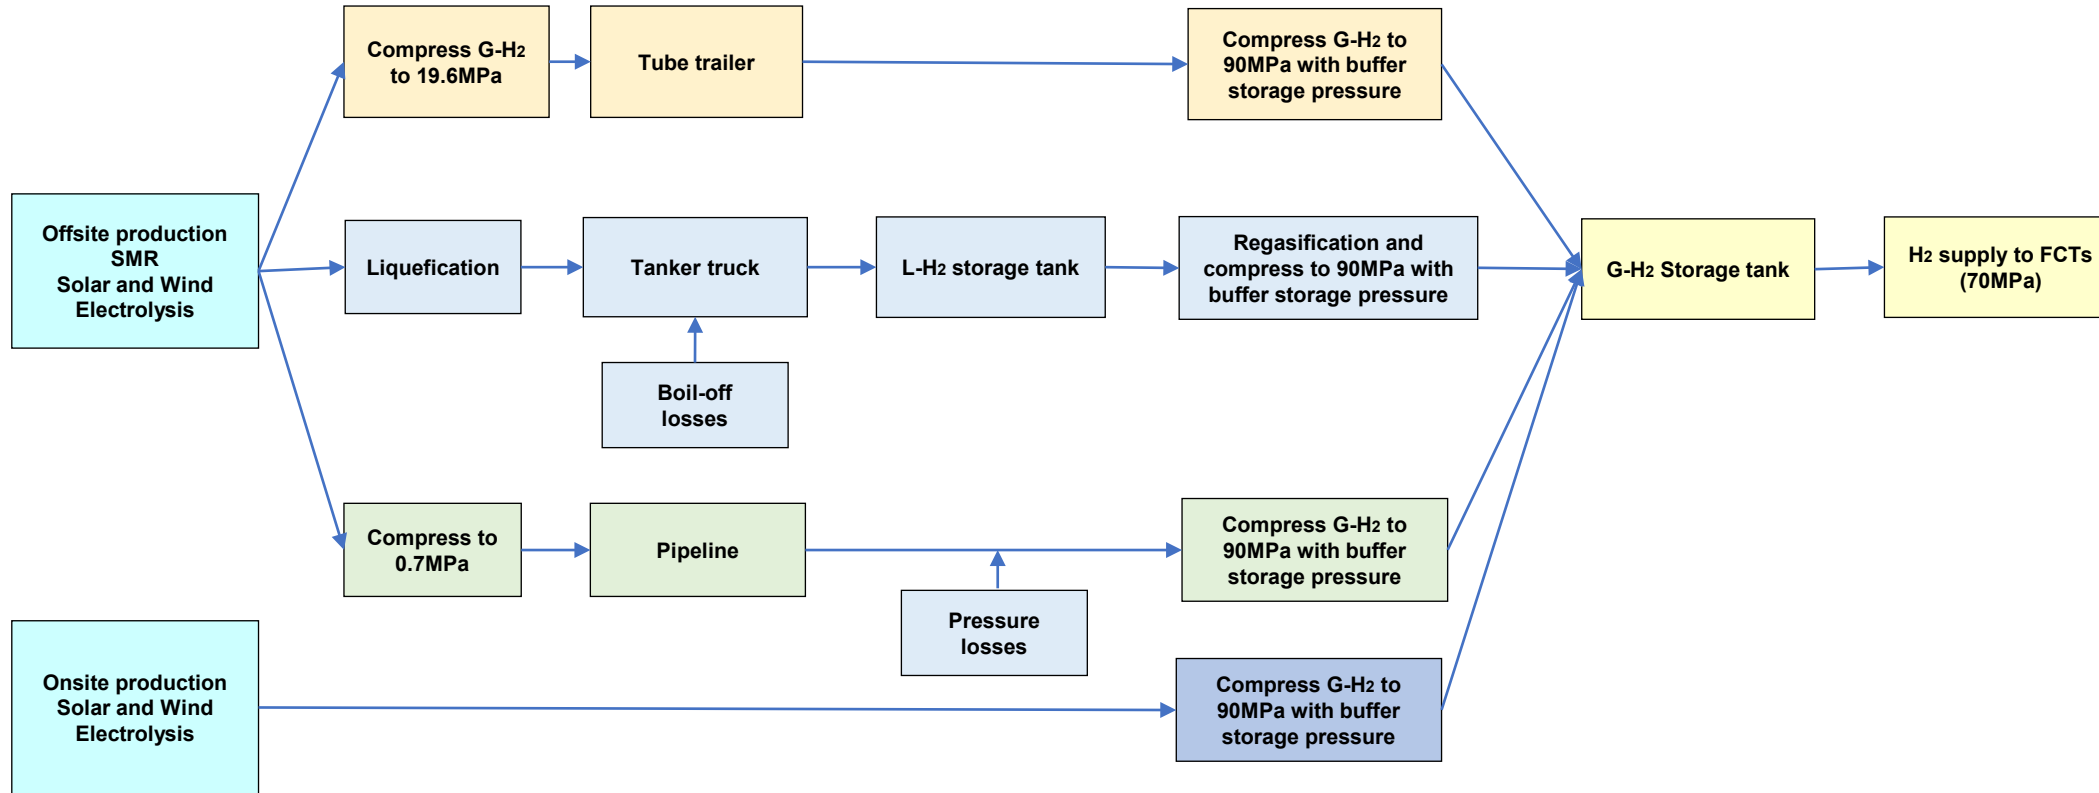 Compress G-H2
to 19.6MPa
Tube trailer
Compress G-H2 to
90MPa with buffer
storage pressure
Offsite production
SMR
Solar and Wind
Electrolysis
Liquefication
Tanker truck
L-H2 storage tank
Regasification and
compress to 90MPa with
buffer storage pressure
G-H2 Storage tank
H2 supply to FCTs
(70MPa)
Boil-off
losses
Compress to
0.7MPa
Pipeline
Compress G-H2 to
90MPa with buffer
storage pressure
Pressure
losses
Onsite production
Solar and Wind
Electrolysis
Compress G-H2 to
90MPa with buffer
storage pressure